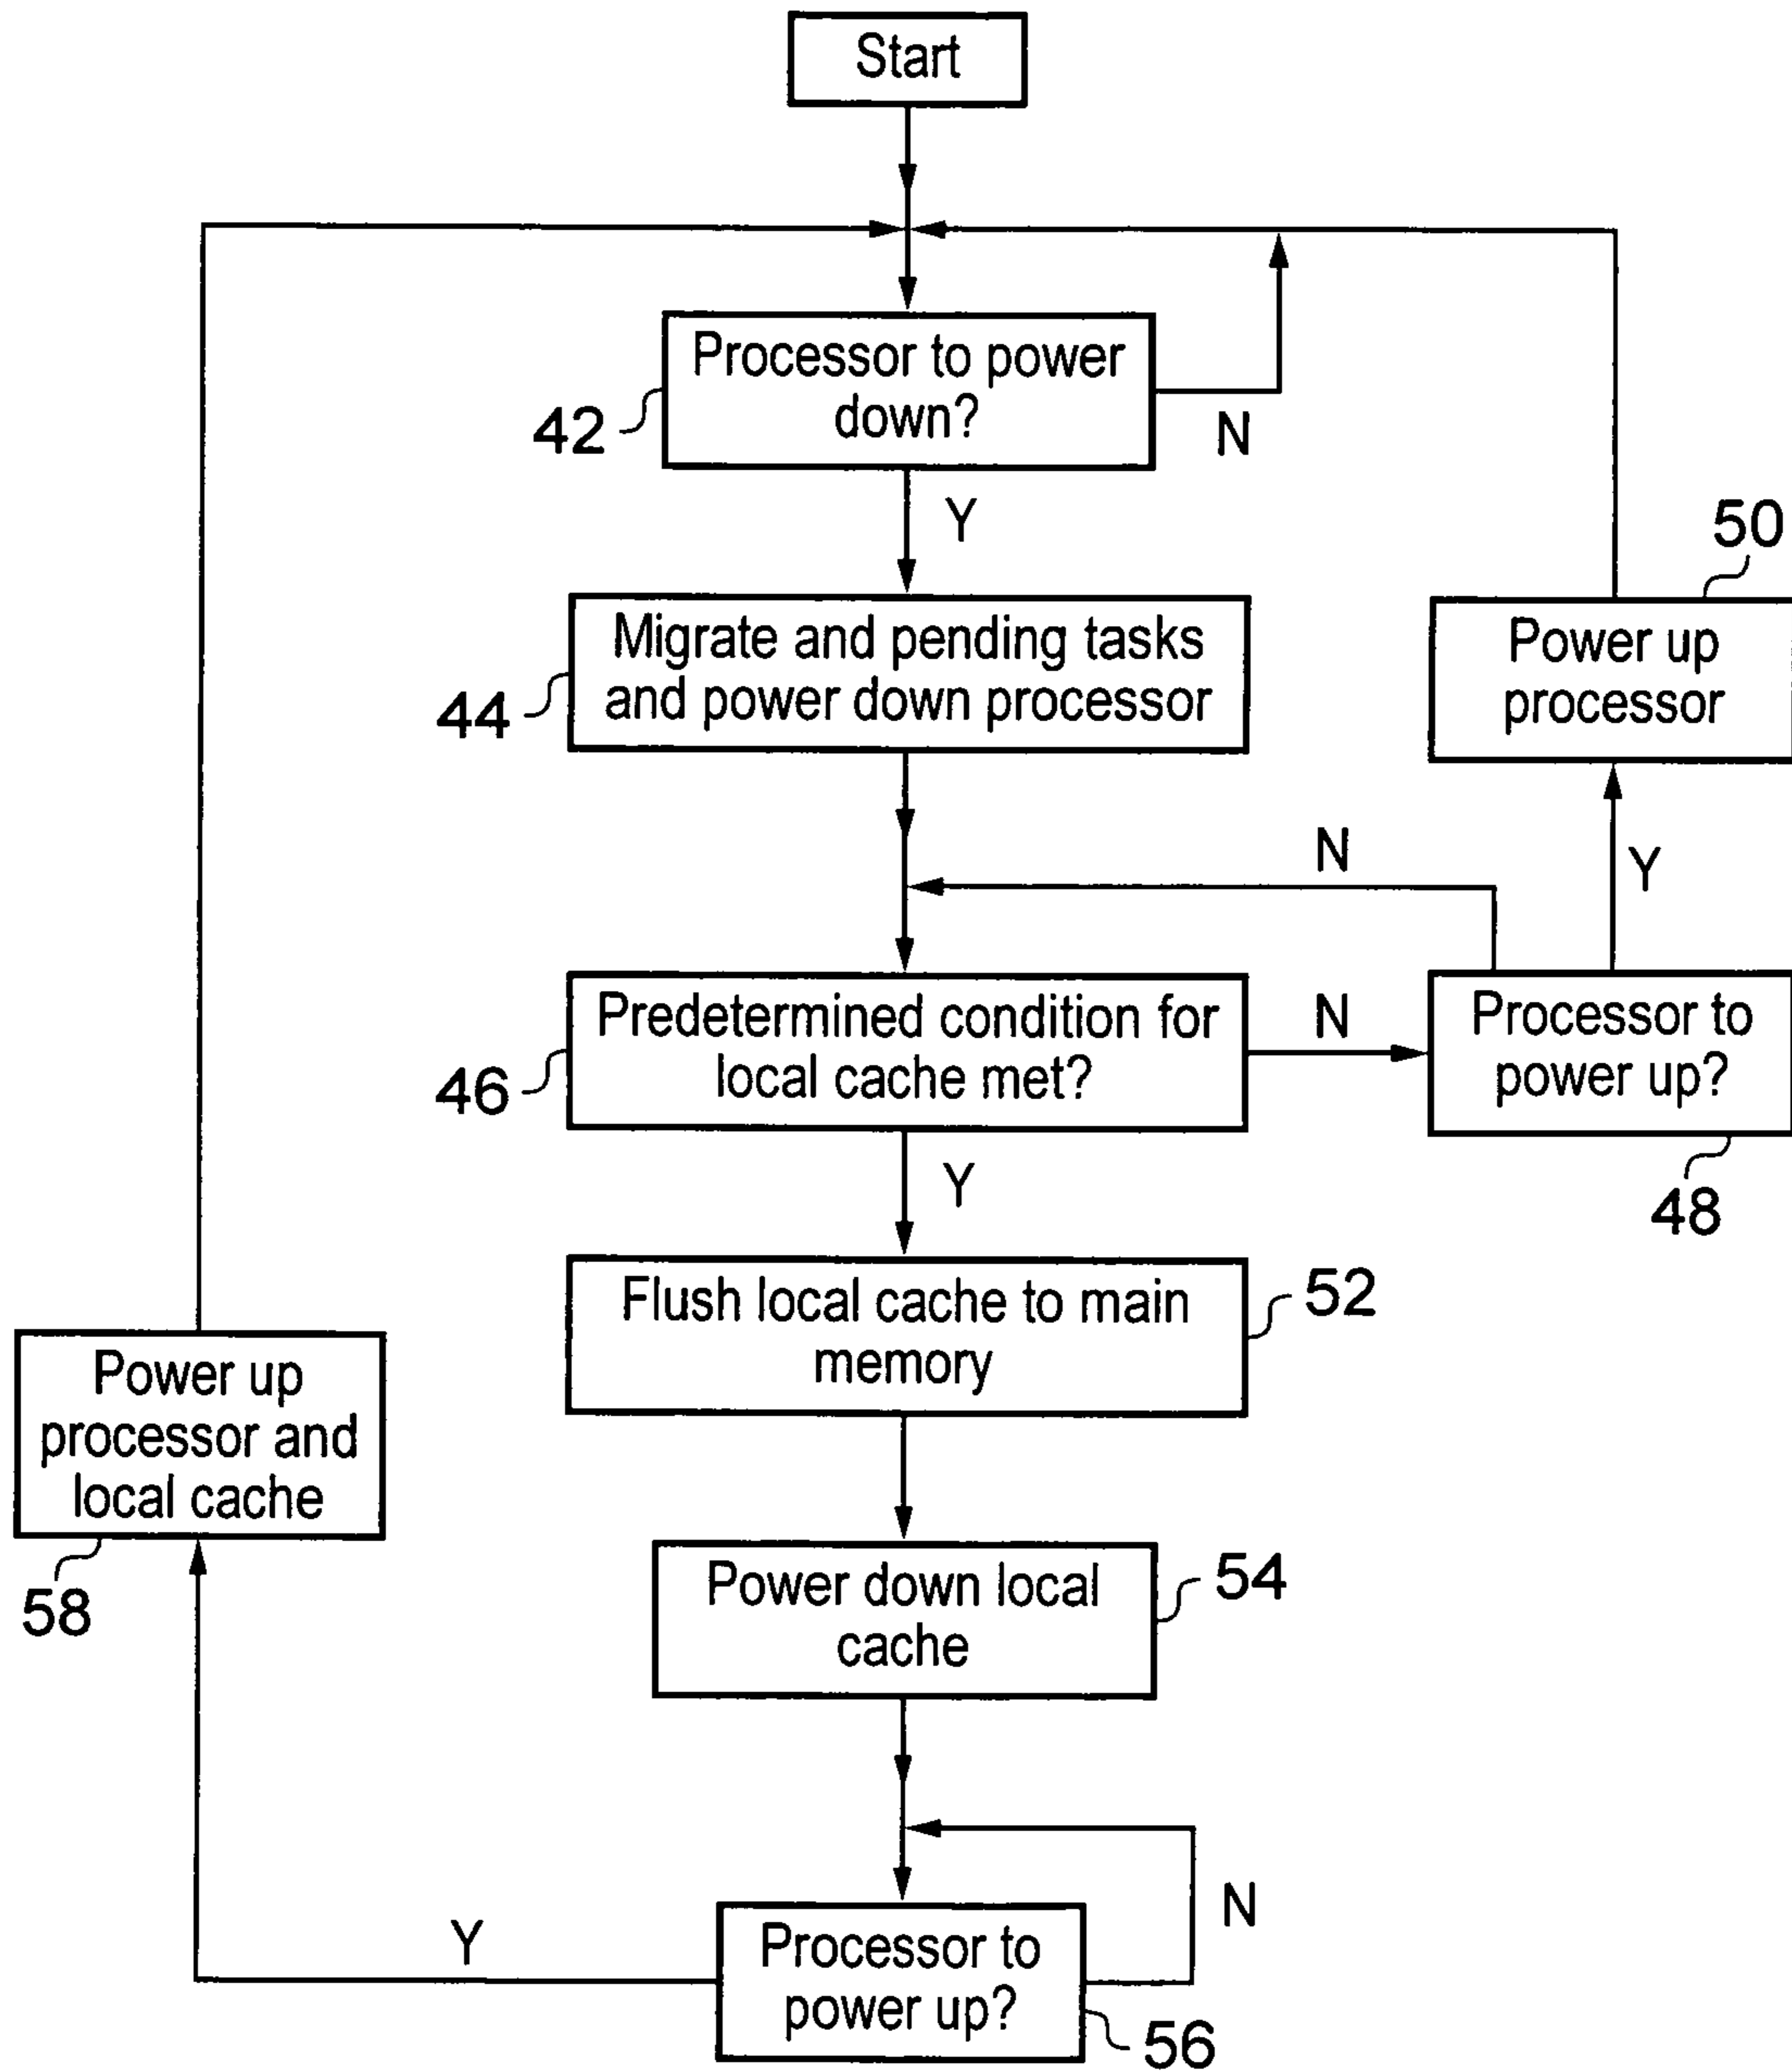 Start
Processor to power
down?
42
N
Y
Migrate and pending tasks
and power down processor
44
50
Power up
processor
N
Y
Predetermined condition for
local cache met?
46
N
Processor to
power up?
48
Y
Flush local cache to main
memory
52
Power up
processor and
local cache
58
Power down local
cache
54
N
Y
Processor to
power up?
56